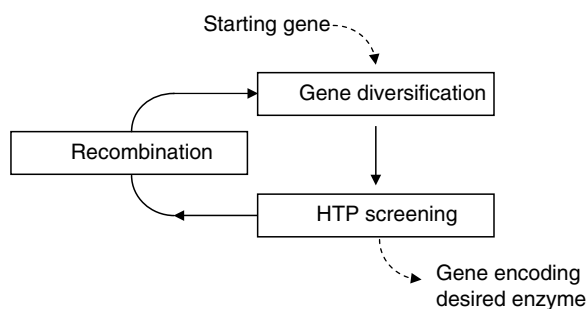 Starting gene
Gene diversification
Recombination
HTP screening
Gene encoding
desired enzyme